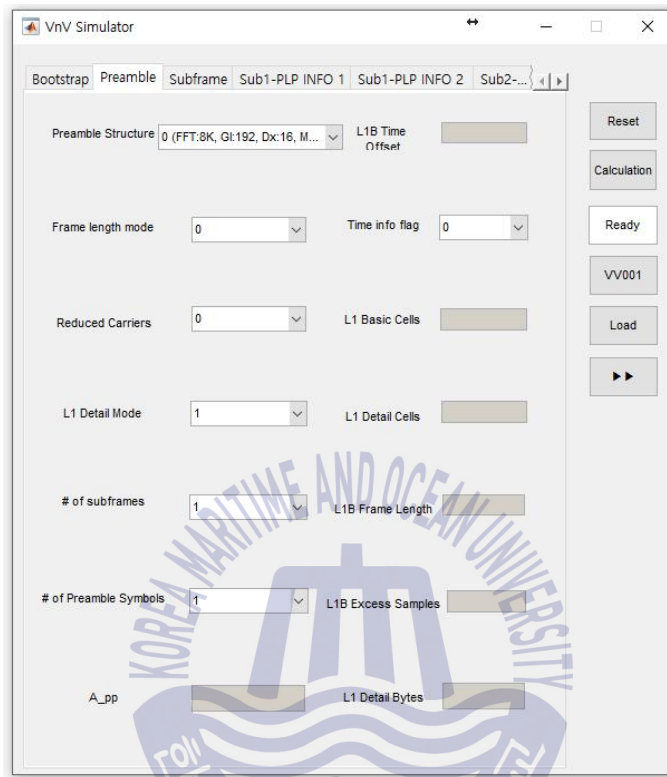 VnV Simulator
Bootstrap Preamble Subframe Sub1-PLP INFO 1 Sub1-PLP INFO 2 Sub2-...
Preamble Structure 0 (FFT:8K, GI:192, Dx:16, M... L1B Time
Offset
Reset
Calculation
Frame length mode 0 Time info flag 0 Ready
VV001
Reduced Carriers 0 L1 Basic Cells Load
L1 Detail Mode 1 L1 Detail Cells
# of subframes 1 L1B Frame Length
# of Preamble Symbols 1 L1B Excess Samples
A_pp L1 Detail Bytes
KOREA MARITIME AND OCEAN UNIVERSITY